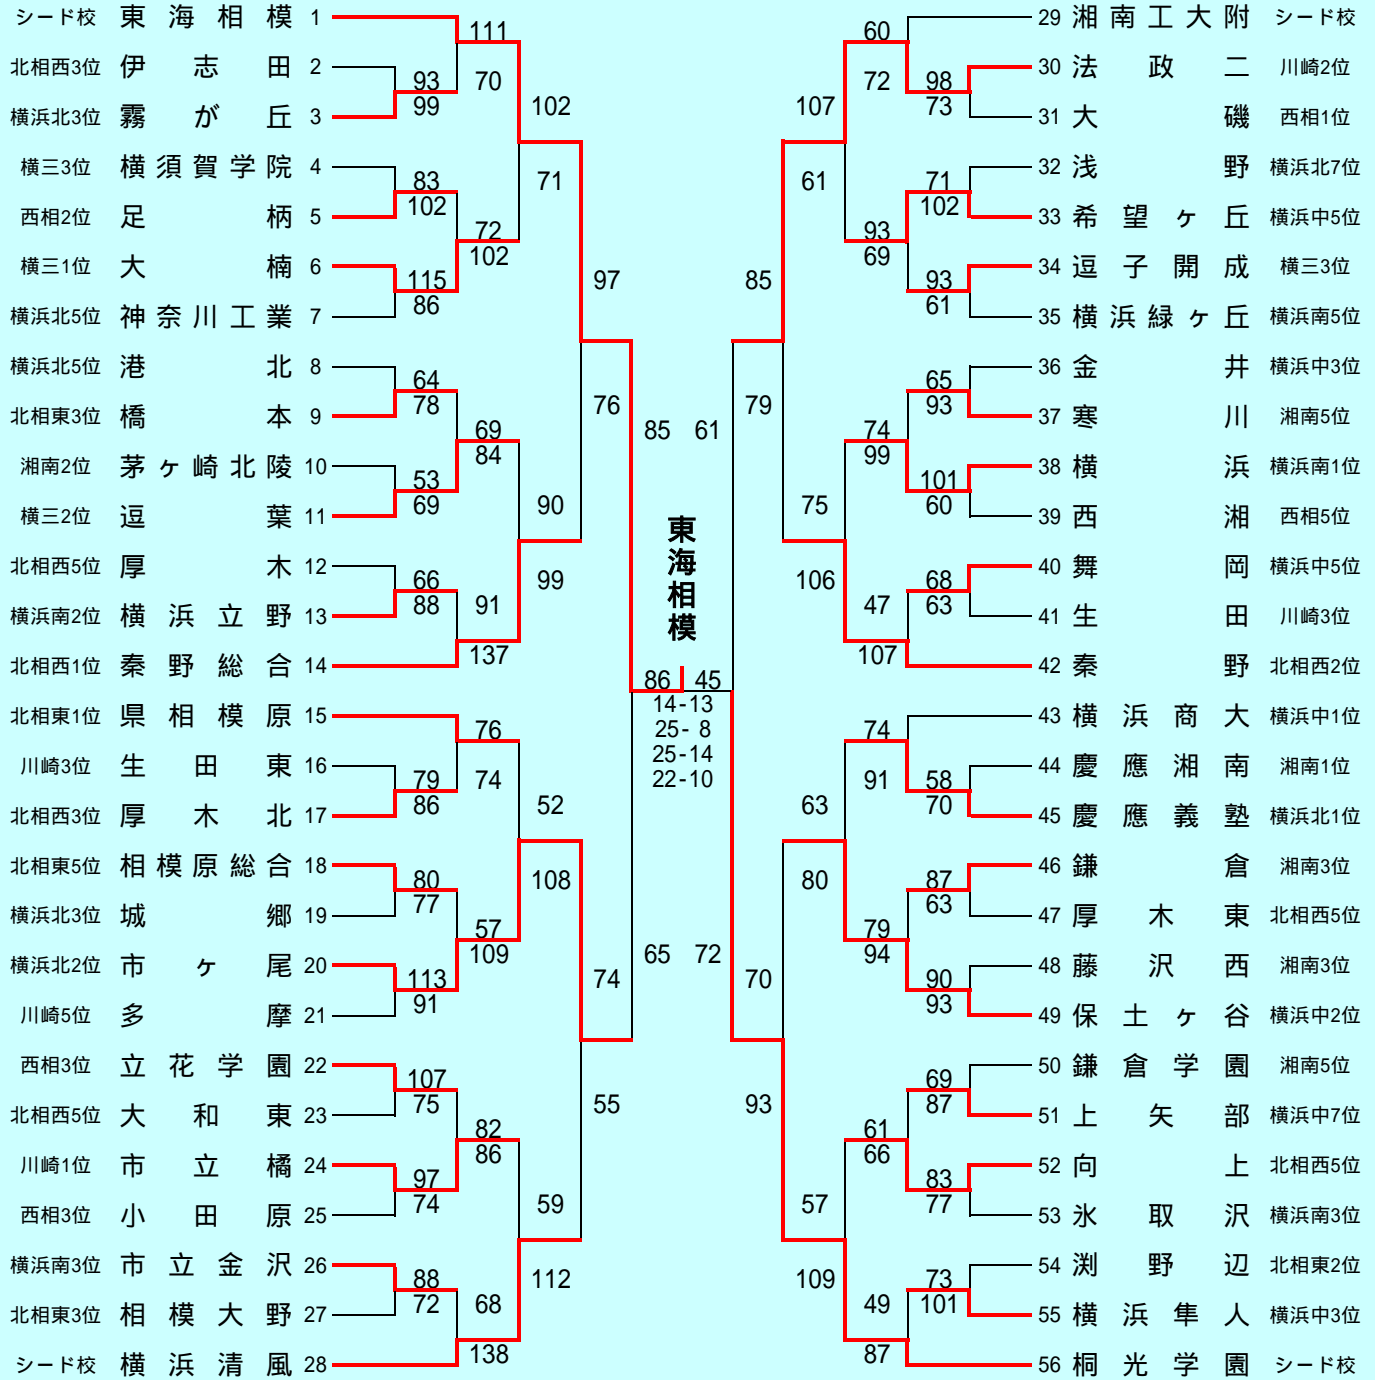 シード校 東海相模 1
北相西3位 伊志田 2
横浜北3位 霧が丘 3
横三3位 横須賀学院 4
西相2位 足柄 5
横三1位 大楠 6
横浜北5位 神奈川工業 7
横浜北5位 港北 8
北相東3位 橋本 9
湘南2位 茅ヶ崎北陵 10
横三2位 逗葉 11
北相西5位 厚木 12
横浜南2位 横浜立野 13
北相西1位 秦野総合 14
北相東1位 県相模原 15
川崎3位 生田東 16
北相西3位 厚木北 17
北相東5位 相模原総合 18
横浜北3位 城郷 19
横浜北2位 市ヶ尾 20
川崎5位 多摩 21
西相3位 立花学園 22
北相西5位 大和東 23
川崎1位 市立橘 24
西相3位 小田原 25
横浜南3位 市立金沢 26
北相東3位 相模大野 27
シード校 横浜清風 28
93
99
83
102
115
86
64
78
53
69
66
88
79
86
80
77
113
91
107
75
97
74
88
72
111
70
72
102
69
84
91
137
76
74
57
109
82
86
68
138
102
71
90
99
52
108
59
112
97
76
74
55
85 61
東海相模
86 45
14-13
25- 8
25-14
22-10
65 72
85
79
70
93
107
61
75
106
63
80
57
109
60
72
93
69
74
99
47
107
74
91
79
94
61
66
49
87
98
73
71
102
93
61
65
93
101
60
68
63
58
70
87
63
90
93
69
87
83
77
73
101
29 湘南工大附 シード校
30 法政二 川崎2位
31 大磯 西相1位
32 浅野 横浜北7位
33 希望ヶ丘 横浜中5位
34 逗子開成 横三3位
35 横浜緑ヶ丘 横浜南5位
36 金井 横浜中3位
37 寒川 湘南5位
38 横浜 横浜南1位
39 西湘 西相5位
40 舞岡 横浜中5位
41 生田 川崎3位
42 秦野 北相西2位
43 横浜商大 横浜中1位
44 慶應湘南 湘南1位
45 慶應義塾 横浜北1位
46 鎌倉 湘南3位
47 厚木東 北相西5位
48 藤沢西 湘南3位
49 保土ヶ谷 横浜中2位
50 鎌倉学園 湘南5位
51 上矢部 横浜中7位
52 向上 北相西5位
53 氷取沢 横浜南3位
54 渕野辺 北相東2位
55 横浜隼人 横浜中3位
56 桐光学園 シード校